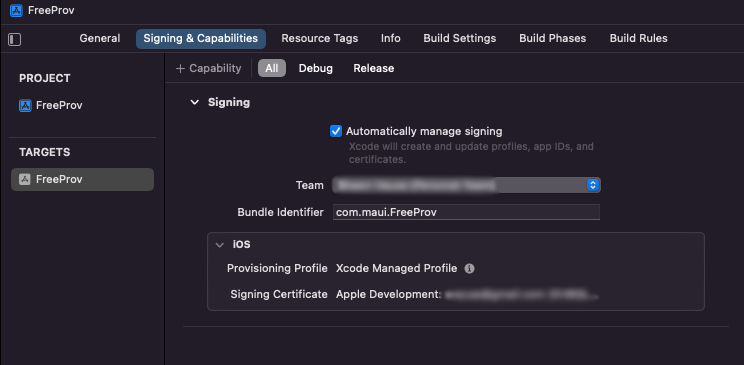 FreeProv
General Signing & Capabilities Resource Tags Info Build Settings Build Phases Build Rules
PROJECT
FreeProv
TARGETS
FreeProv
+ Capability All Debug Release
Signing
Automatically manage signing
Xcode will create and update profiles, app IDs, and
certificates.
Team
Bundle Identifier com.maui.FreeProv
iOS
Provisioning Profile Xcode Managed Profile
Signing Certificate Apple Development: